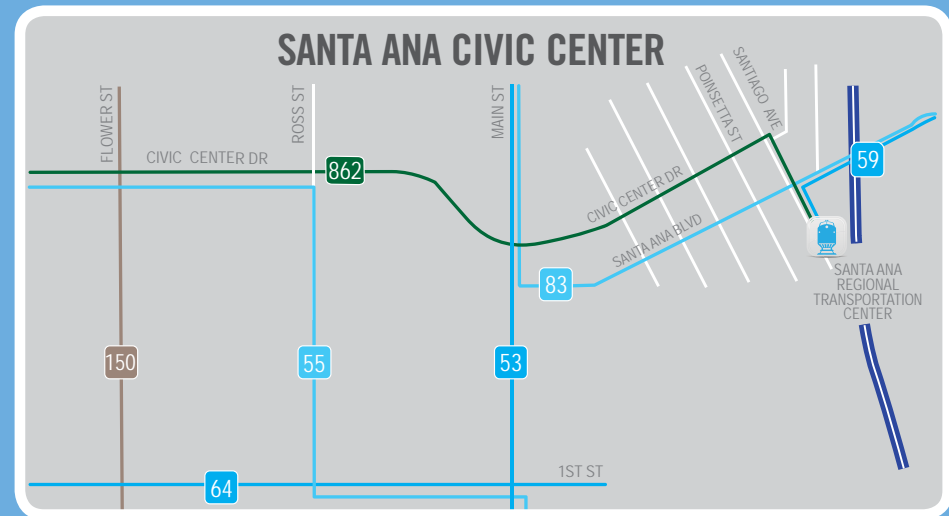 SANTA ANA CIVIC CENTER
FLOWER ST
ROSS ST
MAIN ST
POINSETTA ST
SANTIAGO AVE
CIVIC CENTER DR
862
59
CIVIC CENTER DR
SANTA ANA BLVD
83
SANTA ANA
REGIONAL
TRANSPORTATION
CENTER
150
55
53
1ST ST
64